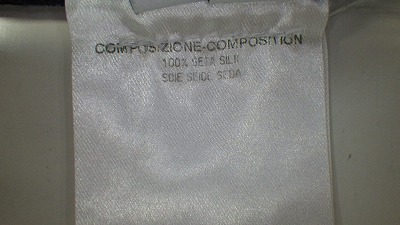 COMPOSIZIONE-COMPOSITION
100% SETA SILK
SOIE SEIDE SEDA